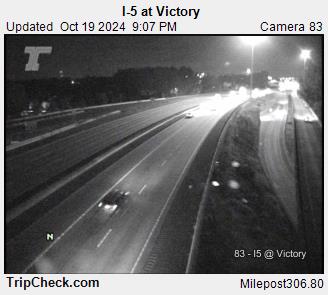 I-5 at Victory
Updated Oct 19 2024 9:07 PM Camera 83
T
N
83 - I5 @ Victory
TripCheck.com Milepost306.80